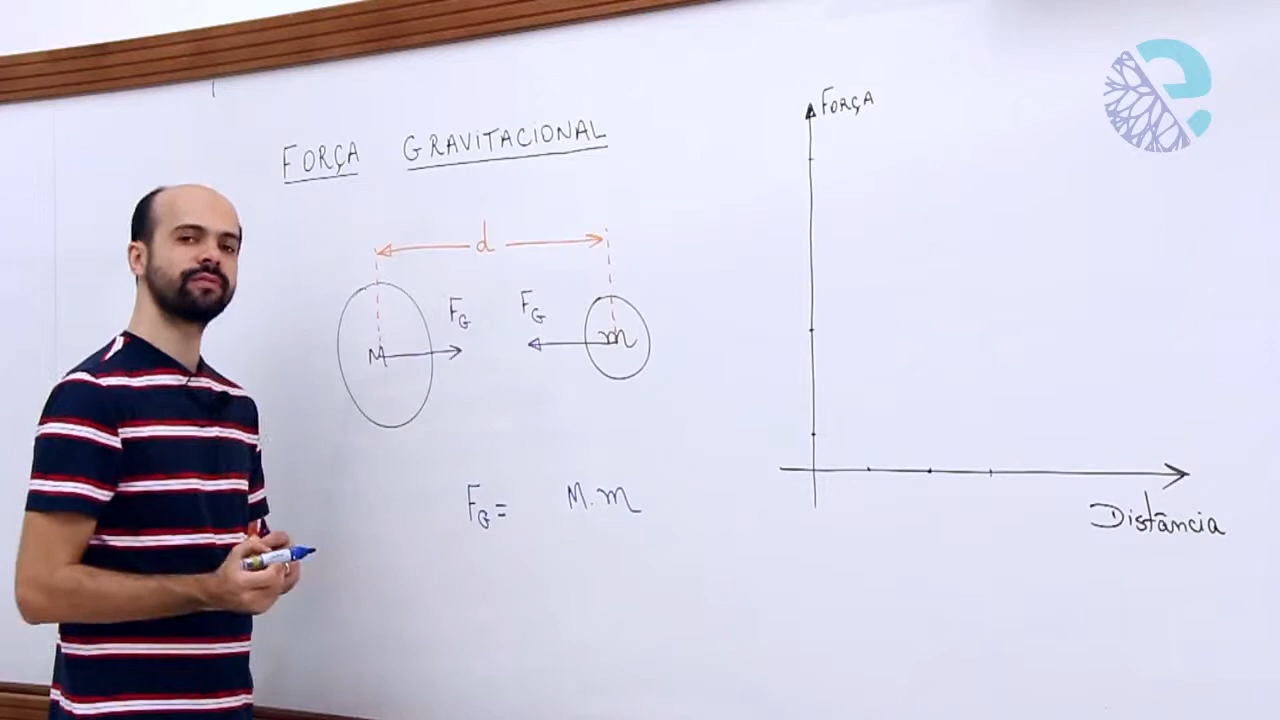 FORÇA GRAVITACIONAL
d
F_G F_G
M m
F_G = M.m
FORÇA
Distância